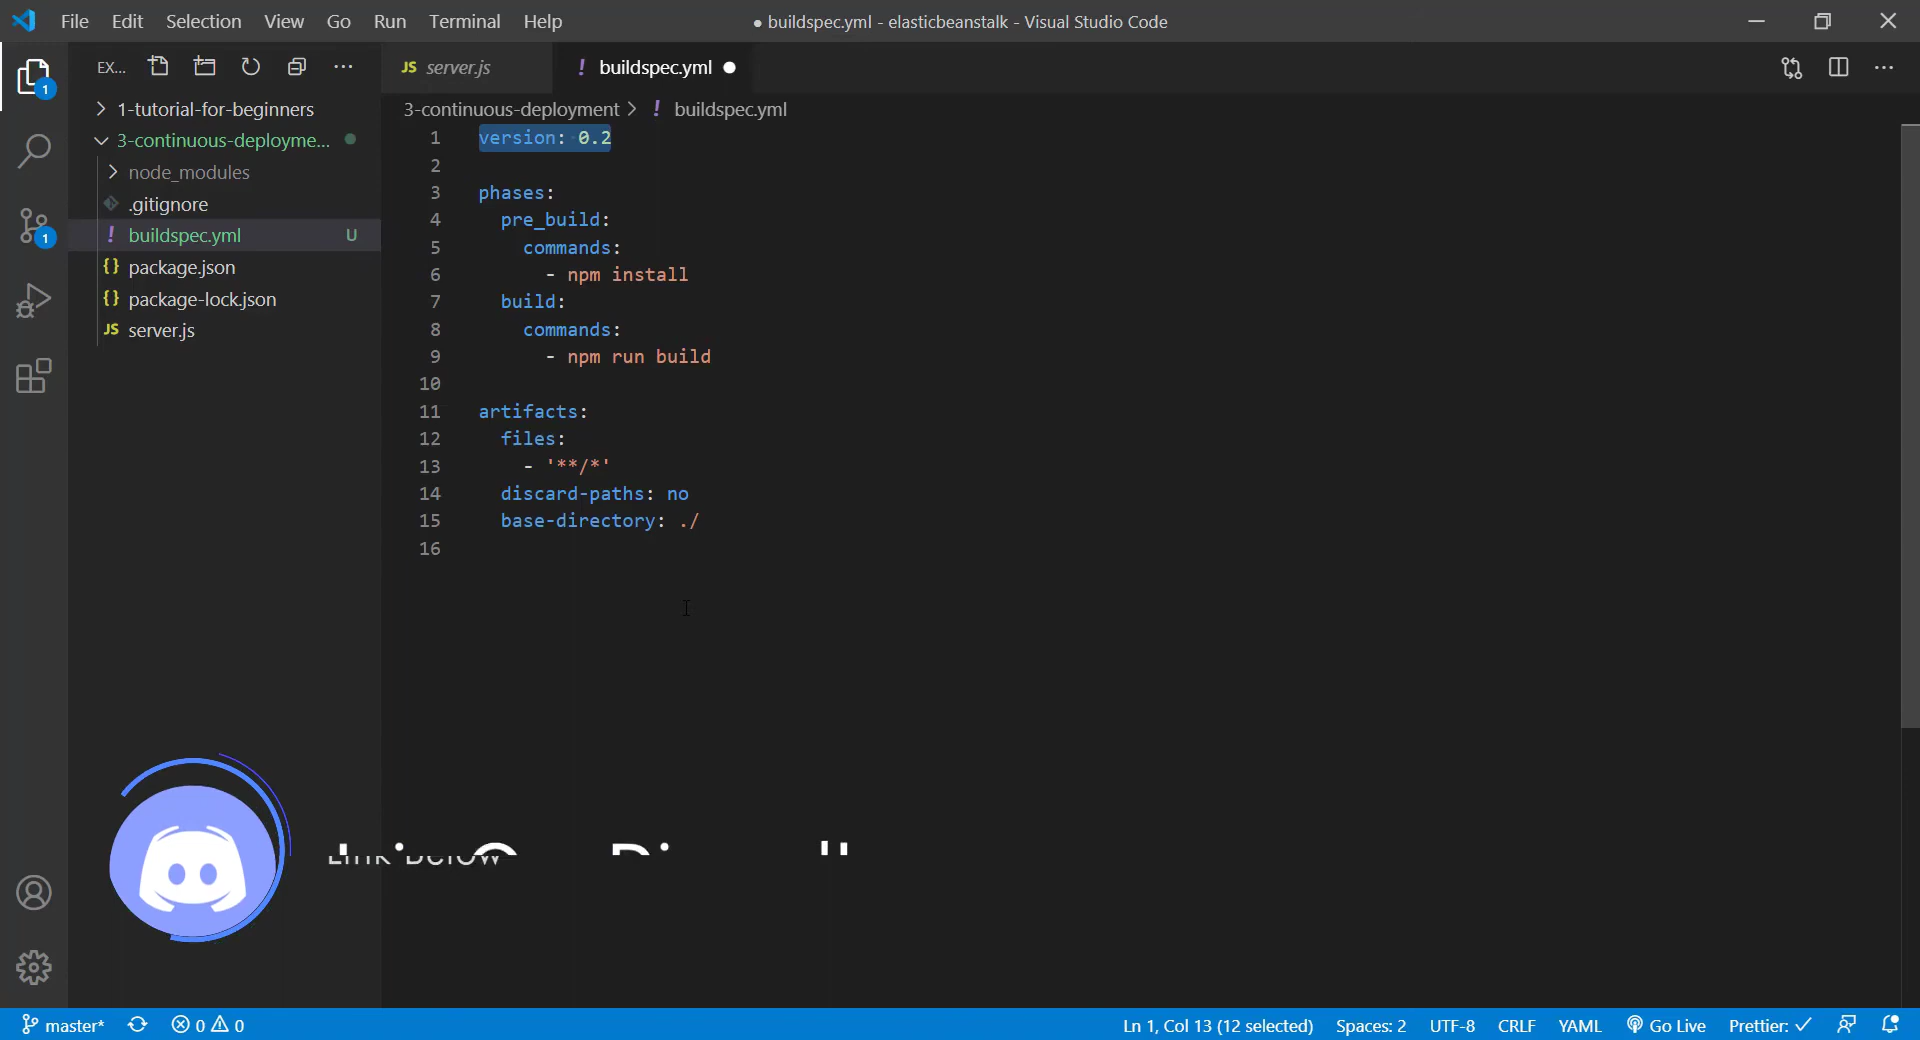 File Edit Selection View Go Run Terminal Help
● buildspec.yml - elasticbeanstalk - Visual Studio Code
EX...
JS server.js
! buildspec.yml ●
3-continuous-deployment > ! buildspec.yml
1
1-tutorial-for-beginners
3-continuous-deployme...
node_modules
.gitignore
! buildspec.yml U
{} package.json
{} package-lock.json
JS server.js
1
1 version: 0.2
2
3 phases:
4 pre_build:
5 commands:
6 - npm install
7 build:
8 commands:
9 - npm run build
10
11 artifacts:
12 files:
13 - '**/*'
14 discard-paths: no
15 base-directory: ./
16
master* 0 0
Ln 1, Col 13 (12 selected) Spaces: 2 UTF-8 CRLF YAML Go Live Prettier: ✓